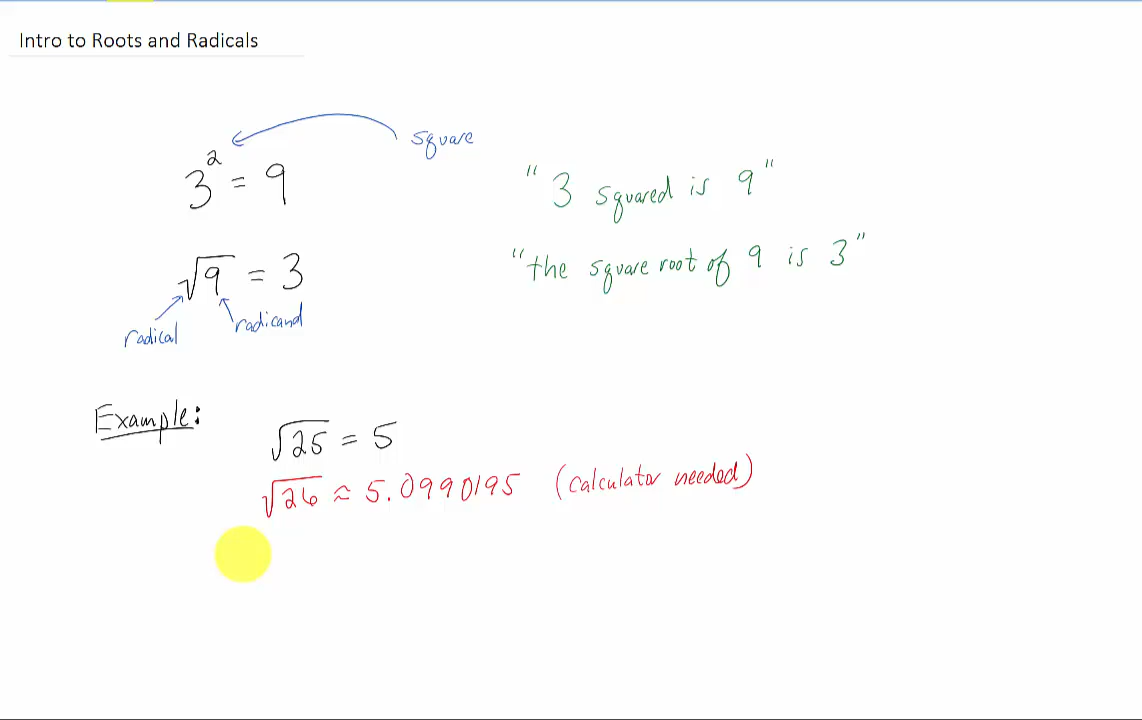 Intro to Roots and Radicals
square
3² = 9
"3 squared is 9"
√9 = 3
"the square root of 9 is 3"
radical
radicand
Example:
√25 = 5
√26 ≈ 5.0990195 (calculator needed)